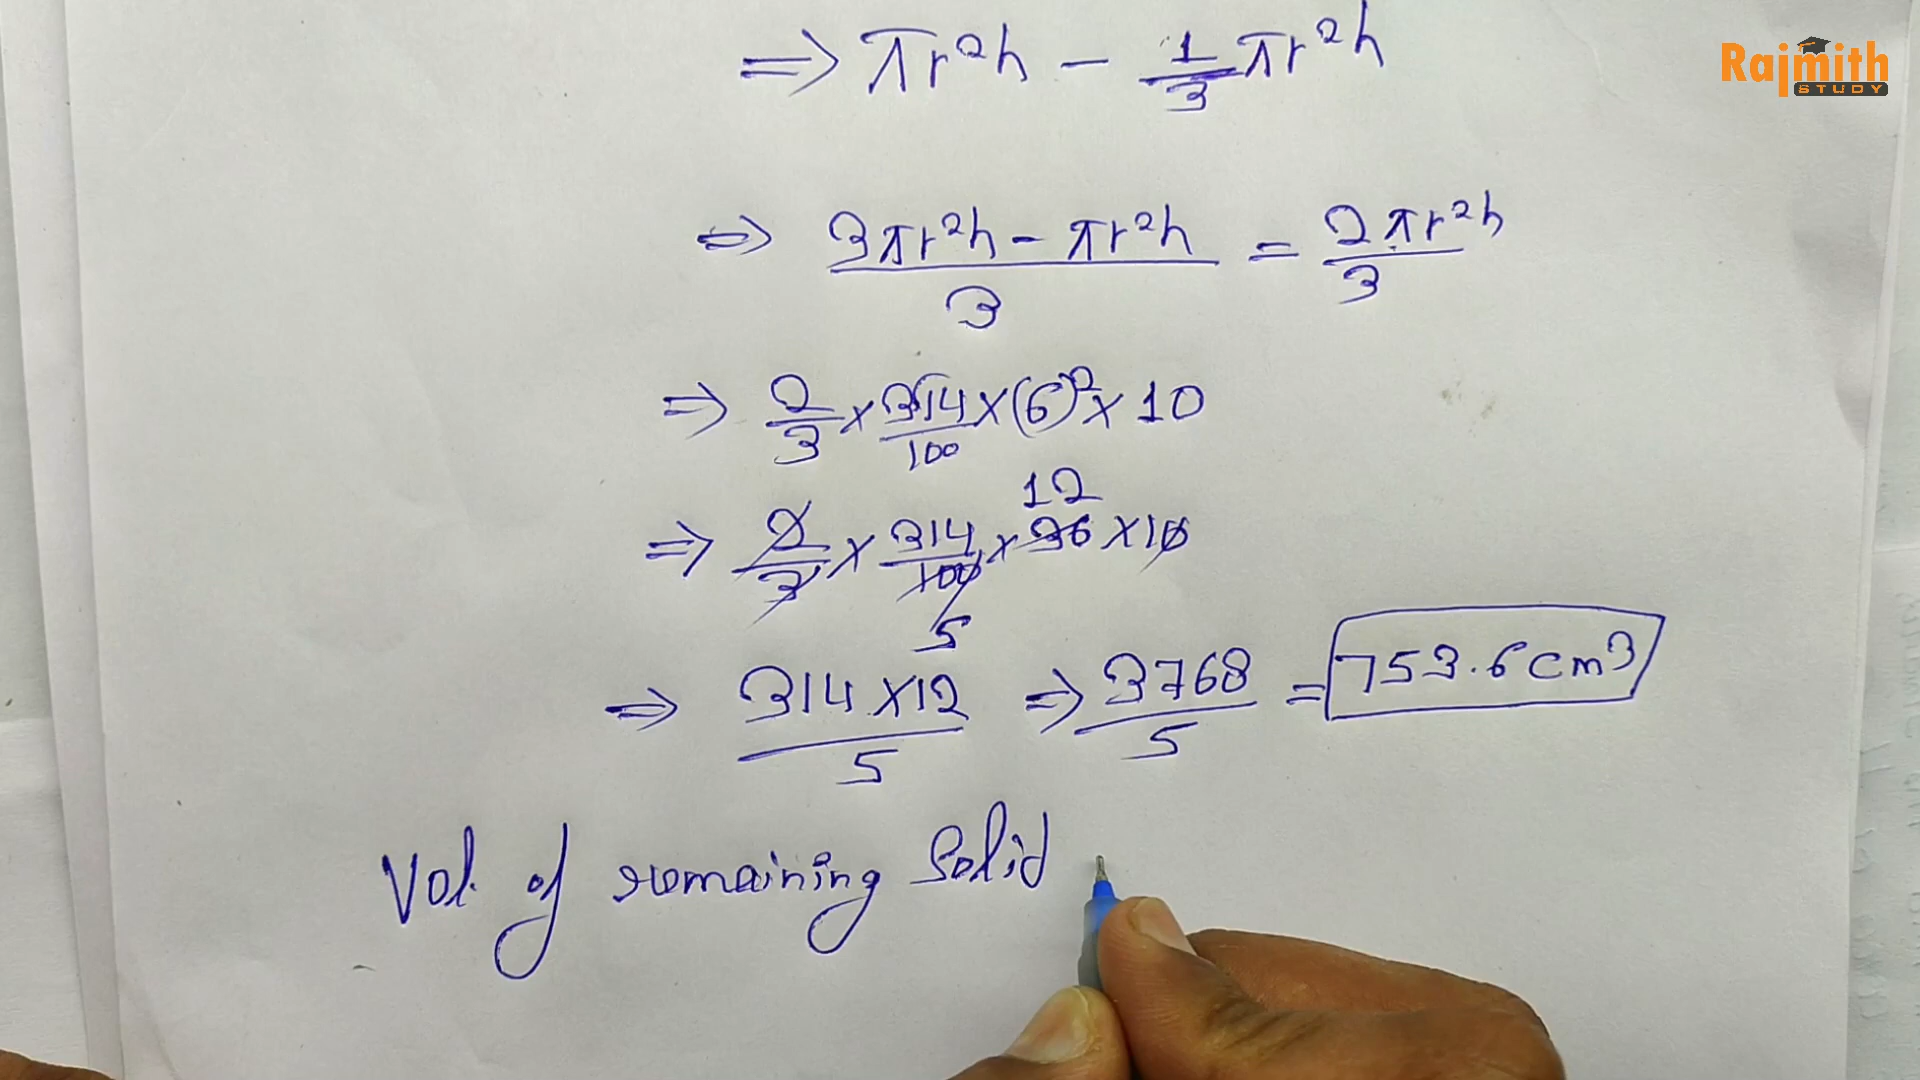 Rajmith
STUDY
⇒ πr²h − 1/3 πr²h
⇒ (3πr²h − πr²h)/3 = 2πr²h/3
⇒ 2/3 × 314/100 × (6)² × 10
12
⇒ 2/3 × 314/100 × 36 × 10
5
⇒ 314×12/5 ⇒ 3768/5 = 753.6 cm³
Vol. of remaining Solid